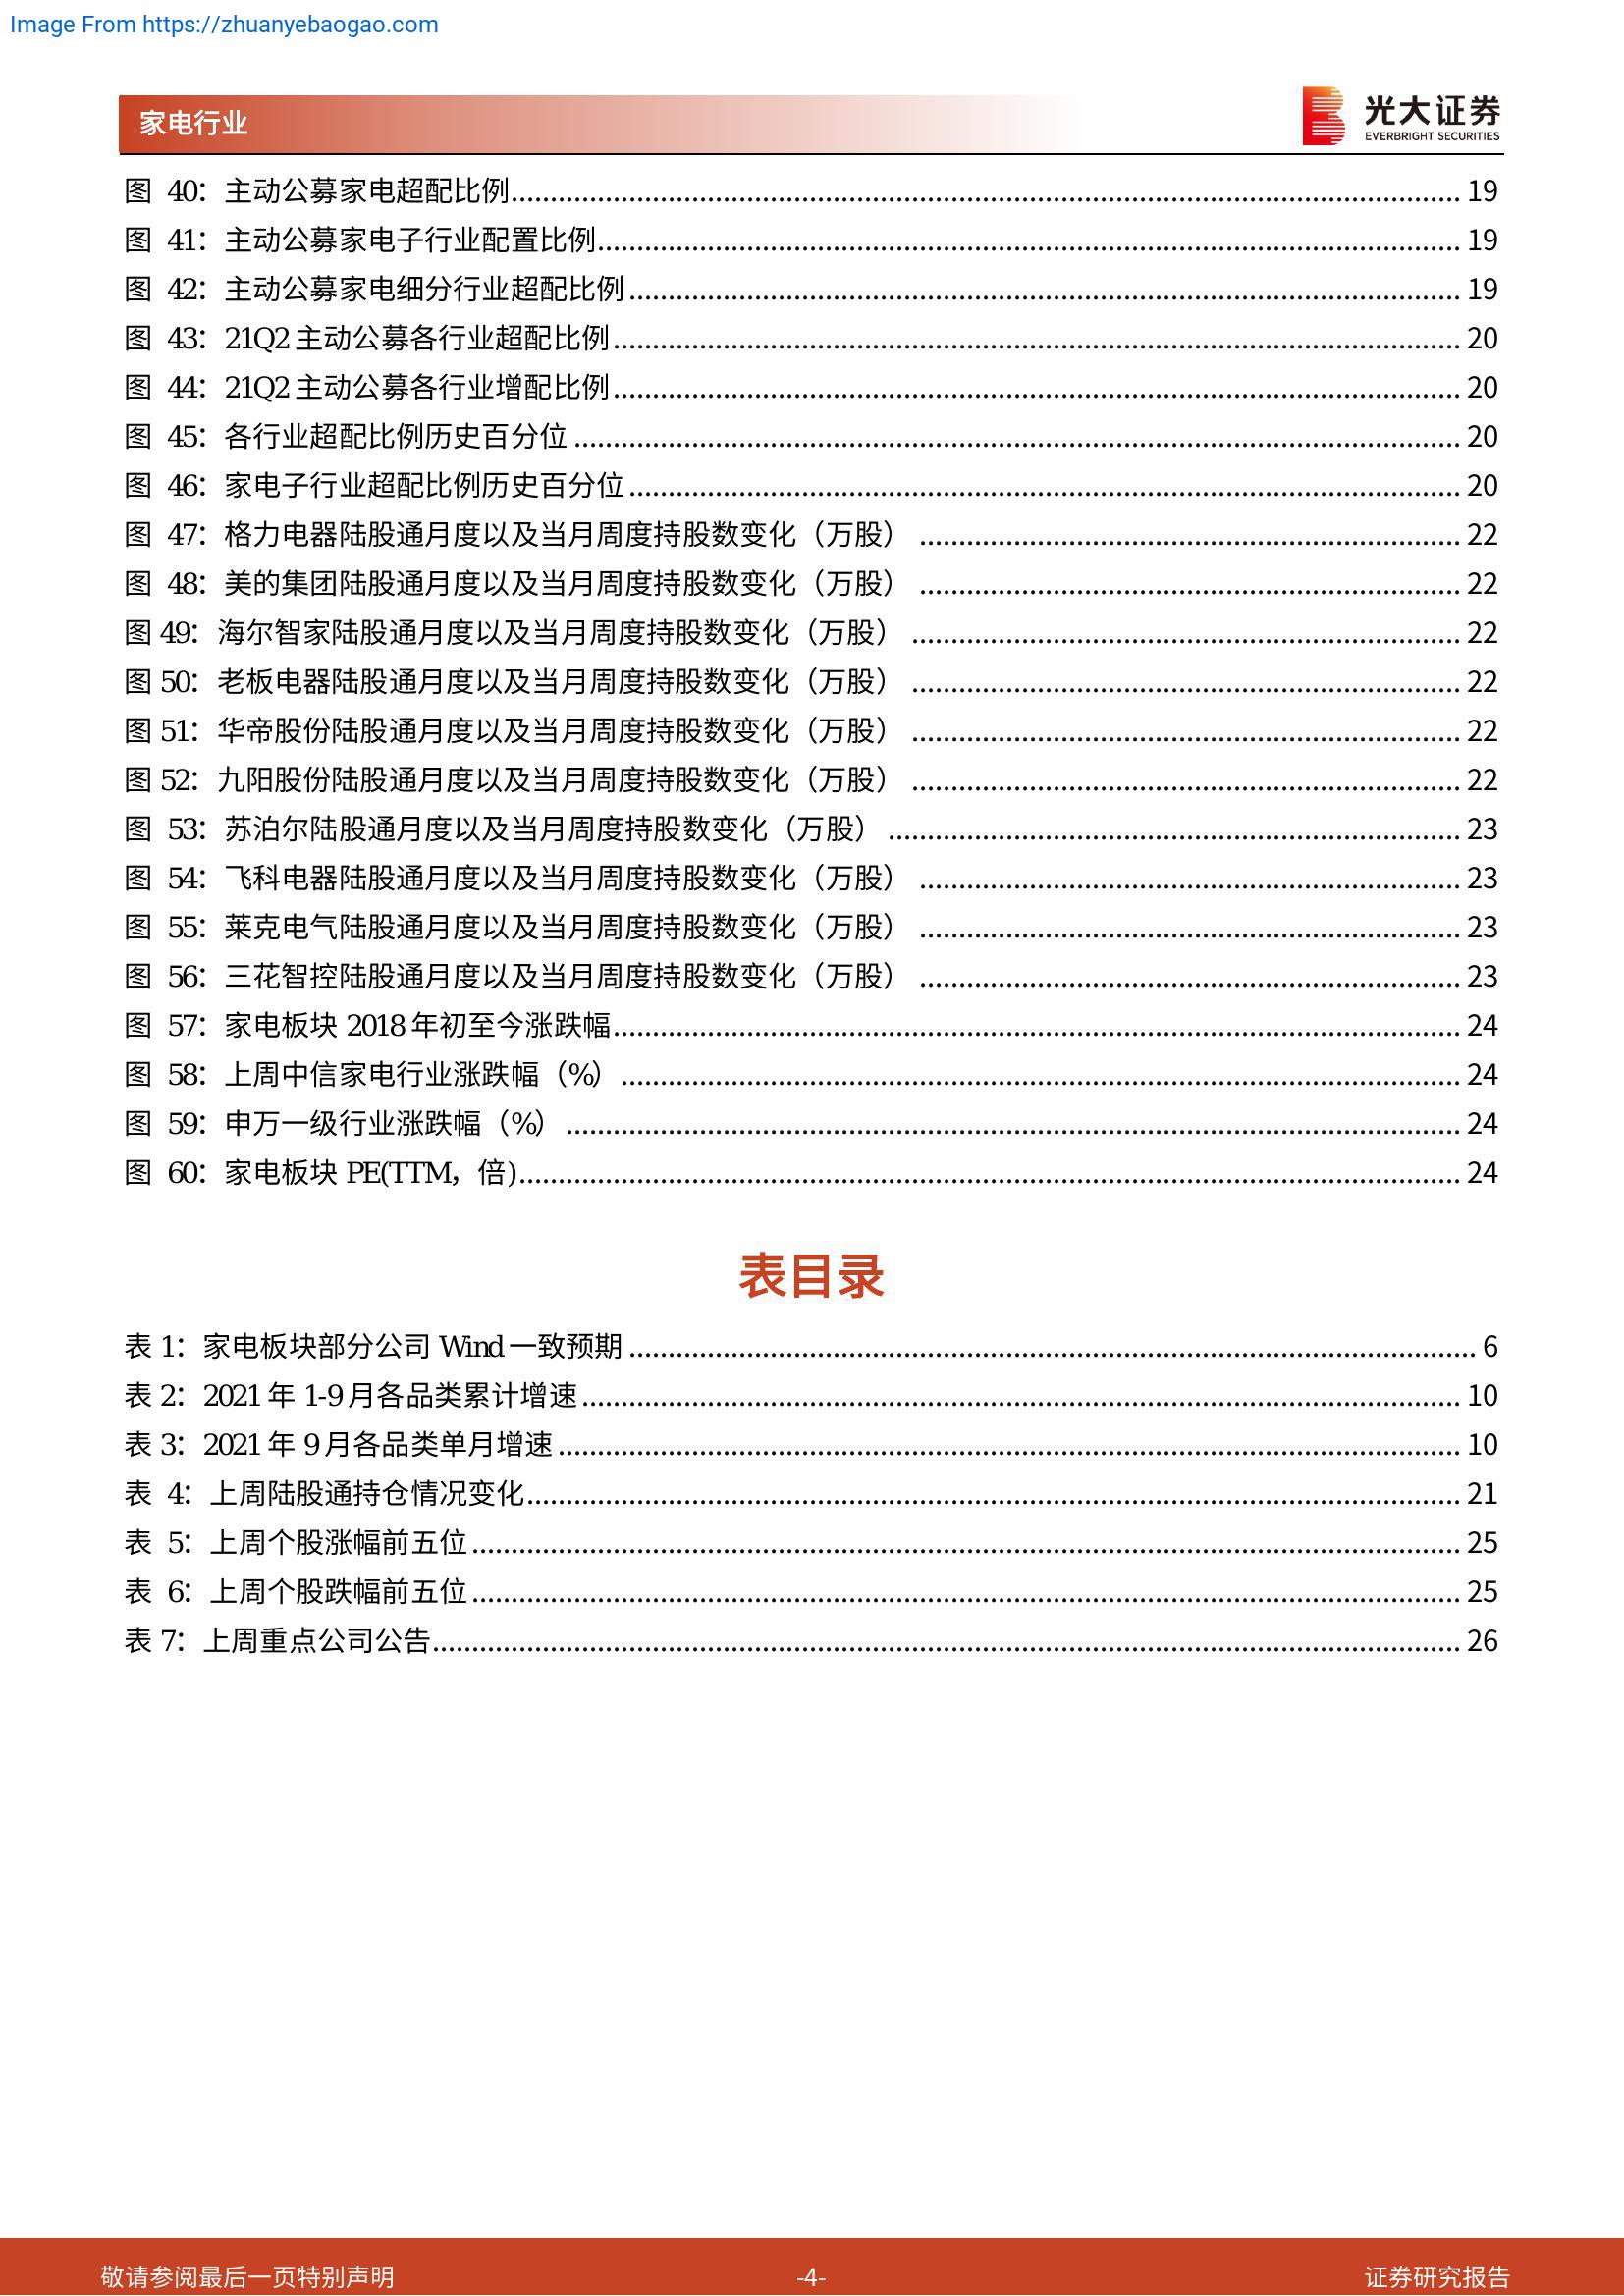 Image From https://zhuanyebaogao.com
家电行业
光大证券
EVERBRIGHT SECURITIES
图 40：主动公募家电超配比例........ 19
图 41：主动公募家电子行业配置比例........ 19
图 42：主动公募家电细分行业超配比例........ 19
图 43：21Q2 主动公募各行业超配比例........ 20
图 44：21Q2 主动公募各行业增配比例........ 20
图 45：各行业超配比例历史百分位........ 20
图 46：家电子行业超配比例历史百分位........ 20
图 47：格力电器陆股通月度以及当月周度持股数变化（万股）........ 22
图 48：美的集团陆股通月度以及当月周度持股数变化（万股）........ 22
图 49：海尔智家陆股通月度以及当月周度持股数变化（万股）........ 22
图 50：老板电器陆股通月度以及当月周度持股数变化（万股）........ 22
图 51：华帝股份陆股通月度以及当月周度持股数变化（万股）........ 22
图 52：九阳股份陆股通月度以及当月周度持股数变化（万股）........ 22
图 53：苏泊尔陆股通月度以及当月周度持股数变化（万股）........ 23
图 54：飞科电器陆股通月度以及当月周度持股数变化（万股）........ 23
图 55：莱克电气陆股通月度以及当月周度持股数变化（万股）........ 23
图 56：三花智控陆股通月度以及当月周度持股数变化（万股）........ 23
图 57：家电板块 2018 年初至今涨跌幅........ 24
图 58：上周中信家电行业涨跌幅（%）........ 24
图 59：申万一级行业涨跌幅（%）........ 24
图 60：家电板块 PE(TTM，倍)........ 24
表目录
表 1：家电板块部分公司 Wind 一致预期........ 6
表 2：2021 年 1-9 月各品类累计增速........ 10
表 3：2021 年 9 月各品类单月增速........ 10
表 4：上周陆股通持仓情况变化........ 21
表 5：上周个股涨幅前五位........ 25
表 6：上周个股跌幅前五位........ 25
表 7：上周重点公司公告........ 26
敬请参阅最后一页特别声明
-4-
证券研究报告